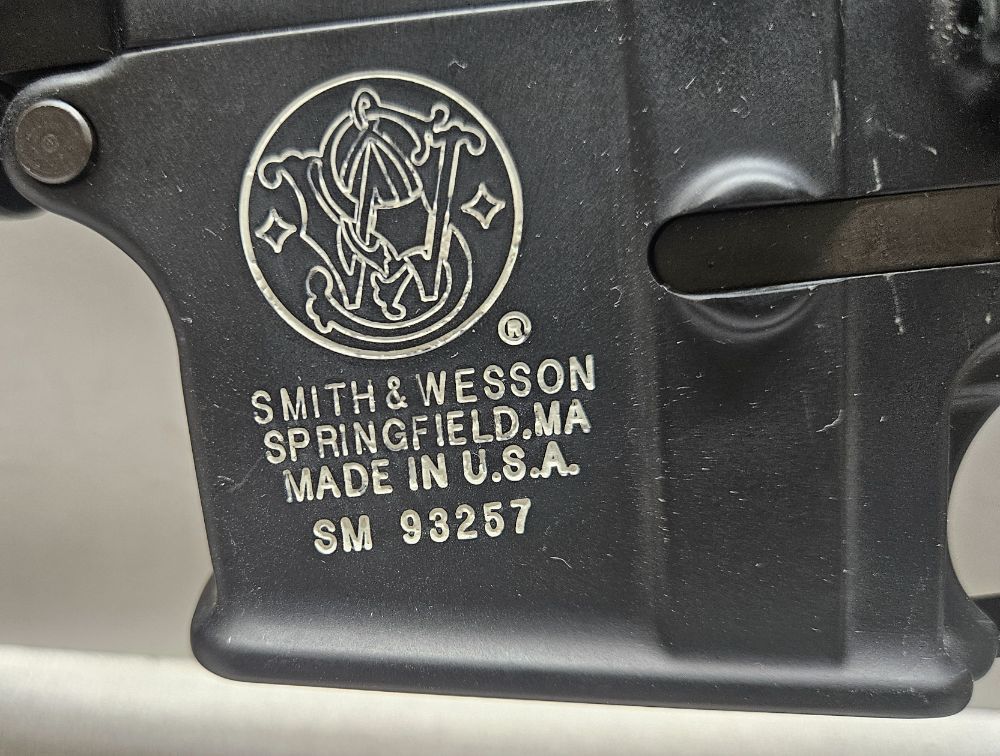 ®
SMITH & WESSON
SPRINGFIELD.MA
MADE IN U.S.A.
SM 93257